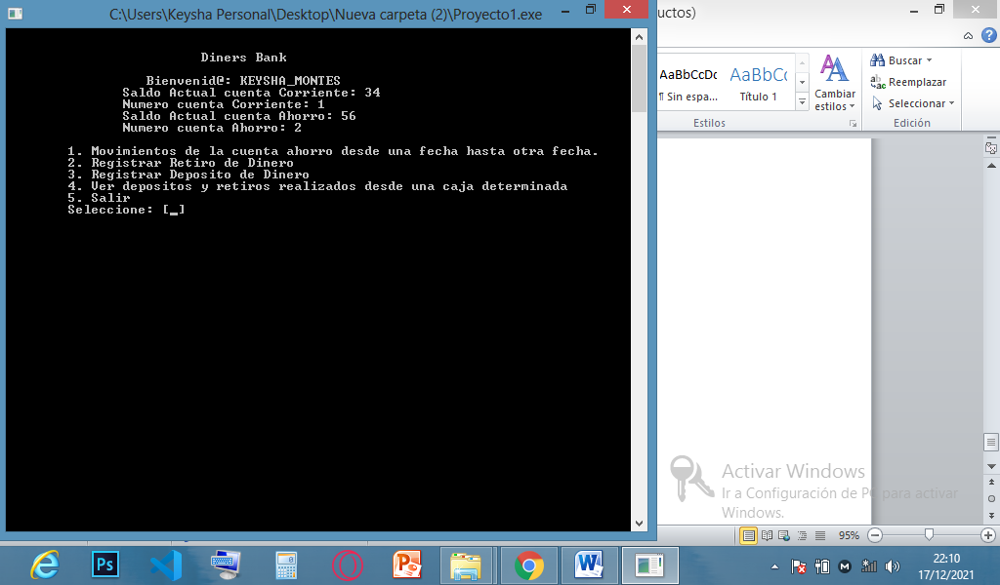 C:\Users\Keysha Personal\Desktop\Nueva carpeta (2)\Proyecto1.exe
Diners Bank
Bienvenid@: KEYSHA_MONTES
Saldo Actual cuenta Corriente: 34
Numero cuenta Corriente: 1
Saldo Actual cuenta Ahorro: 56
Numero cuenta Ahorro: 2
1. Movimientos de la cuenta ahorro desde una fecha hasta otra fecha.
2. Registrar Retiro de Dinero
3. Registrar Deposito de Dinero
4. Ver depositos y retiros realizados desde una caja determinada
5. Salir
Seleccione: [_]
uctos)
AaBbCcDc
¶ Sin espa...
AaBbC
Título 1
Cambiar
estilos
Estilos
Buscar
Reemplazar
Seleccionar
Edición
Activar Windows
Ir a Configuración de PC para activar
Windows.
95%
Ps
22:10
17/12/2021